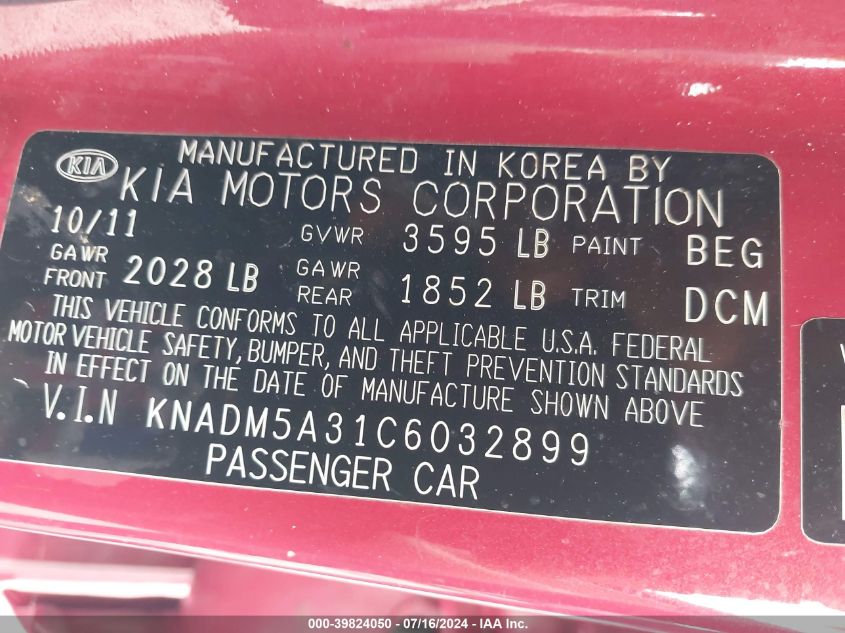 MANUFACTURED IN KOREA BY
KIA KIA MOTORS CORPORATION
10/11 GVWR 3595 LB PAINT BEG
GAWR FRONT 2028 LB GAWR REAR 1852 LB TRIM DCM
THIS VEHICLE CONFORMS TO ALL APPLICABLE U.S.A. FEDERAL
MOTOR VEHICLE SAFETY, BUMPER, AND THEFT PREVENTION STANDARDS
IN EFFECT ON THE DATE OF MANUFACTURE SHOWN ABOVE
V.I.N KNADM5A31C6032899
PASSENGER CAR
000-39824050 / 07/16/2024 - IAA Inc.